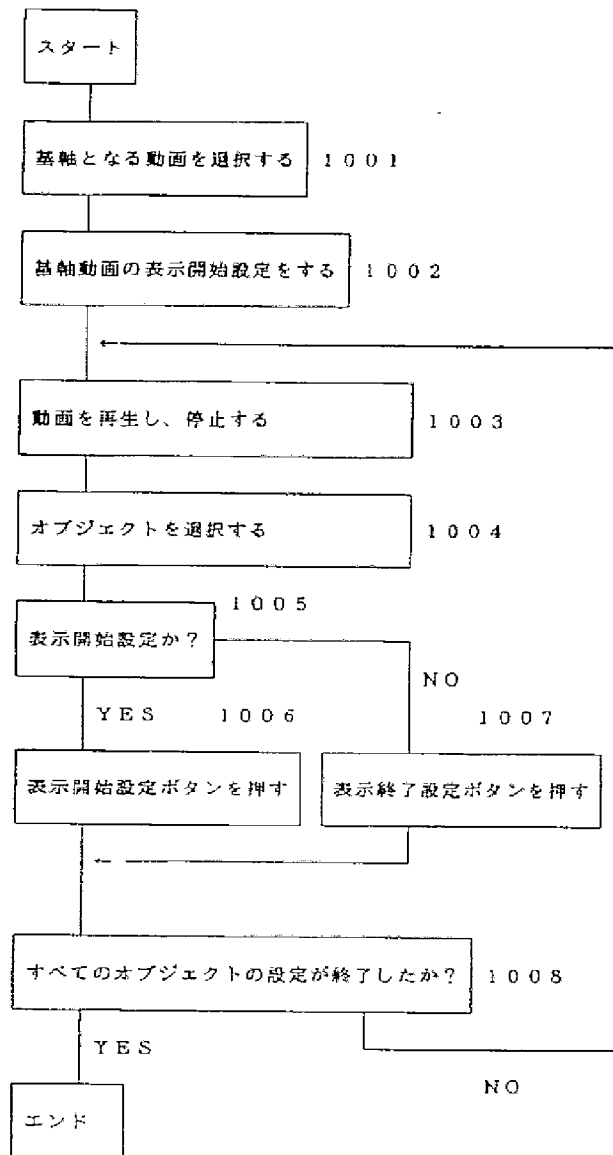 スタート
基軸となる動画を選択する １００１
基軸動画の表示開始設定をする １００２
動画を再生し、停止する １００３
オブジェクトを選択する １００４
１００５
表示開始設定か？
NO
YES １００６ １００７
表示開始設定ボタンを押す 表示終了設定ボタンを押す
すべてのオブジェクトの設定が終了したか？ １００８
YES
NO
エンド